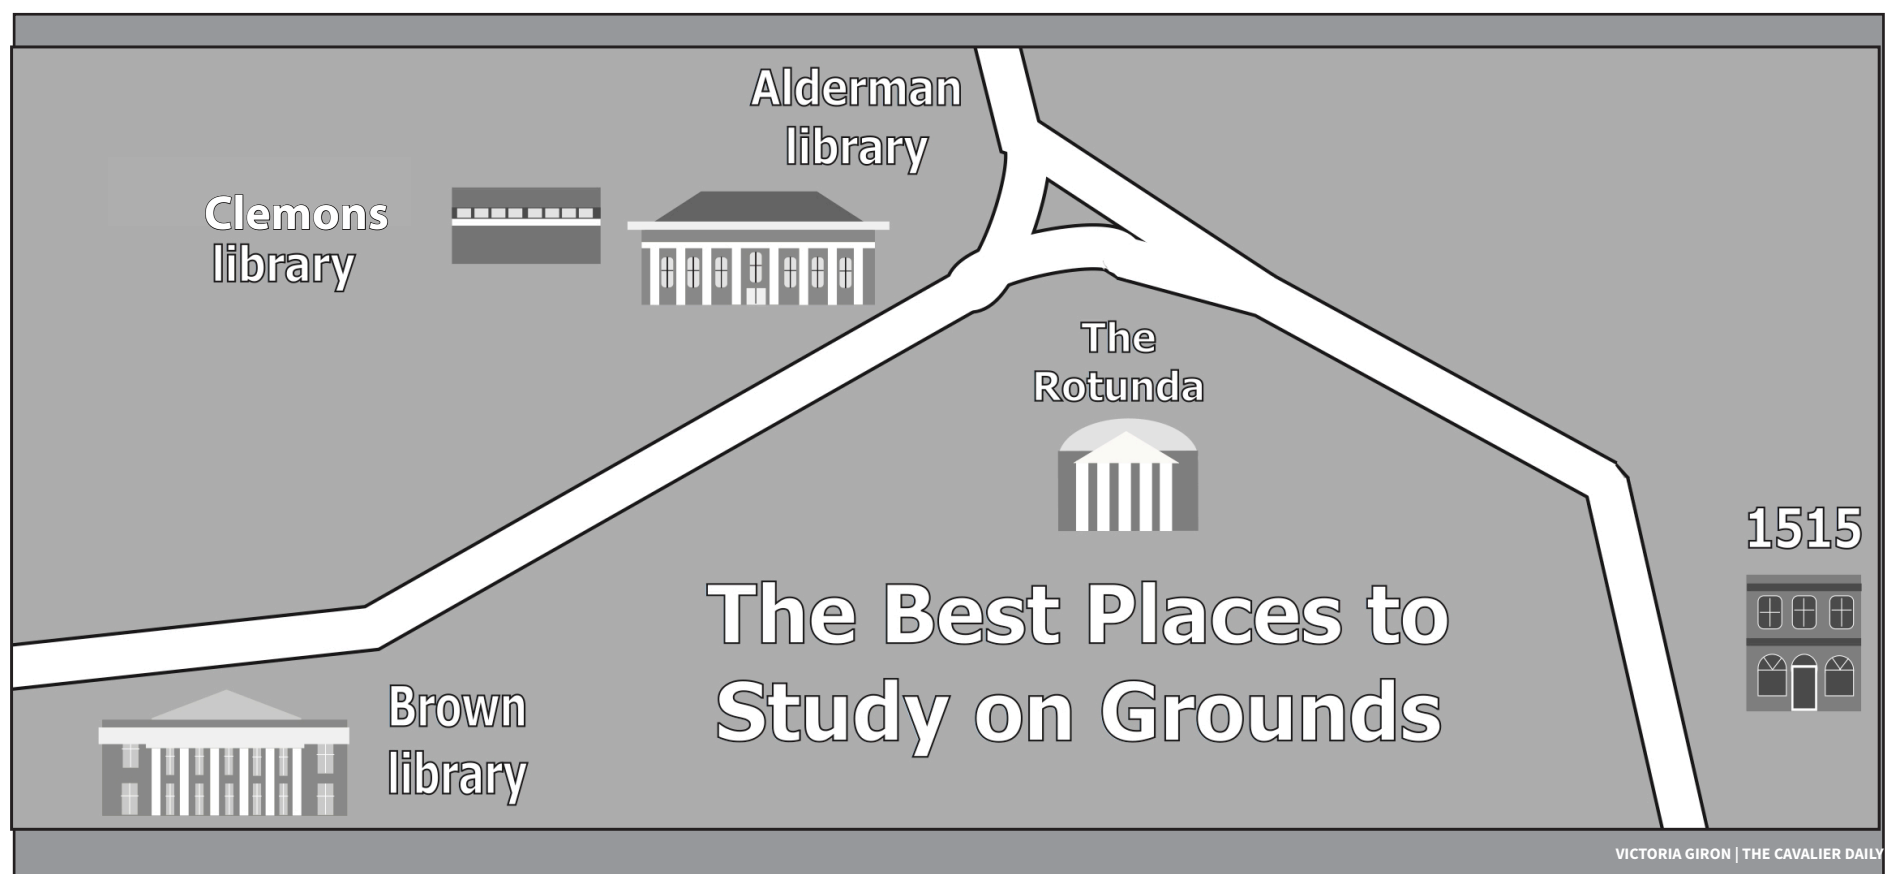 Alderman
library
Clemons
library
The
Rotunda
1515
The Best Places to
Study on Grounds
Brown
library
VICTORIA GIRON | THE CAVALIER DAILY